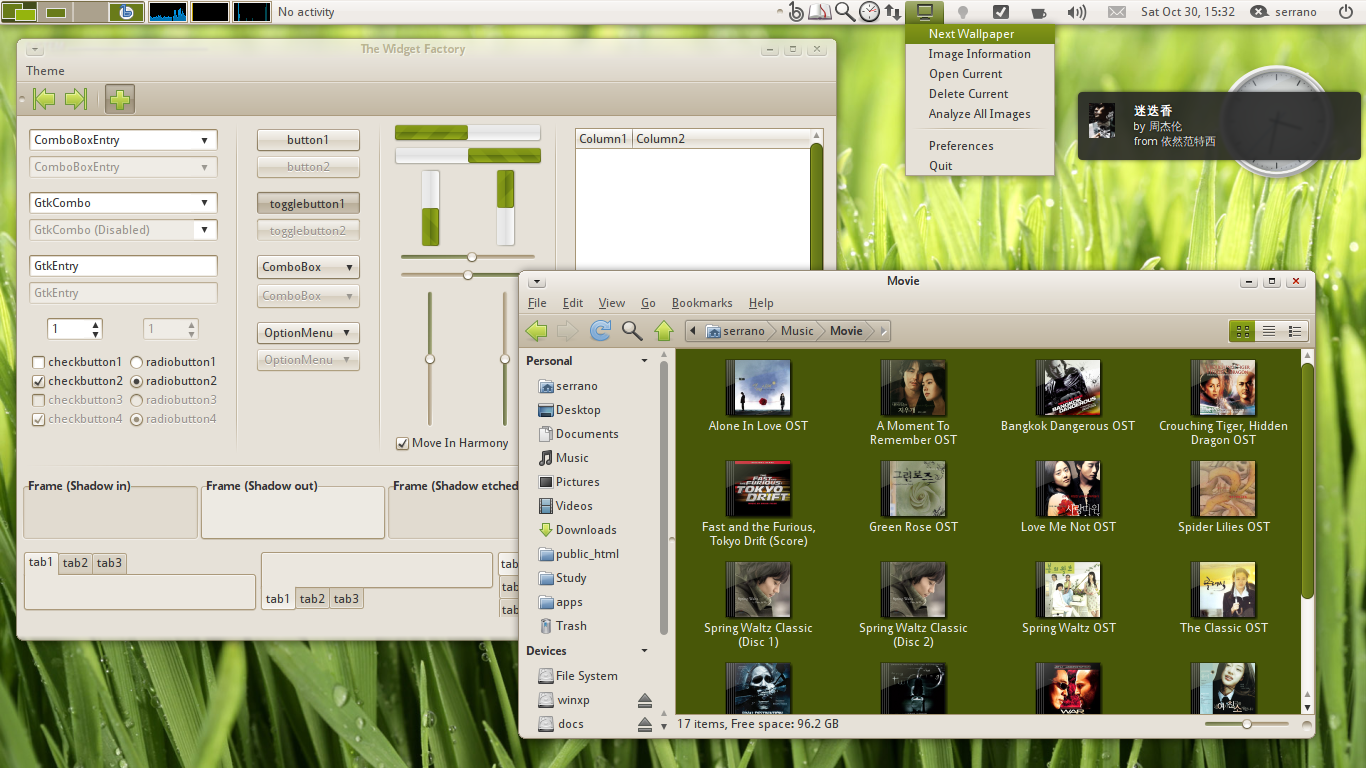 No activity
Sat Oct 30, 15:32
serrano
Next Wallpaper
Image Information
Open Current
Delete Current
Analyze All Images
Preferences
Quit
迷迭香
by 周杰伦
from 依然范特西
The Widget Factory
Theme
ComboBoxEntry
ComboBoxEntry
GtkCombo
GtkCombo (Disabled)
GtkEntry
GtkEntry
1
1
checkbutton1
radiobutton1
checkbutton2
radiobutton2
checkbutton3
radiobutton3
checkbutton4
radiobutton4
button1
button2
togglebutton1
togglebutton2
ComboBox
ComboBox
OptionMenu
OptionMenu
Move In Harmony
Column1
Column2
Frame (Shadow in)
Frame (Shadow out)
Frame (Shadow etched
tab1
tab2
tab3
tab1
tab2
tab3
tab
tab
tab
Movie
File
Edit
View
Go
Bookmarks
Help
serrano
Music
Movie
Personal
serrano
Desktop
Documents
Music
Pictures
Videos
Downloads
public_html
Study
apps
Trash
Devices
File System
winxp
docs
Alone In Love OST
A Moment To
Remember OST
BANGKOK
DANGEROUS
Bangkok Dangerous OST
Crouching Tiger, Hidden
Dragon OST
TOKYO
DRIFT
Fast and the Furious,
Tokyo Drift (Score)
Green Rose OST
Love Me Not OST
Spider Lilies OST
Spring Waltz Classic
(Disc 1)
Spring Waltz Classic
(Disc 2)
Spring Waltz OST
The Classic OST
WAR
17 items, Free space: 96.2 GB